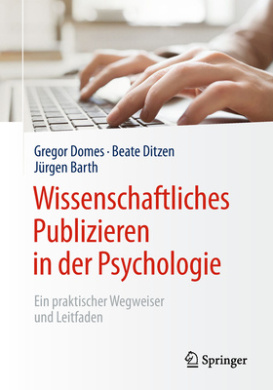 Gregor Domes · Beate Ditzen
Jürgen Barth
Wissenschaftliches
Publizieren
in der Psychologie
Ein praktischer Wegweiser
und Leitfaden
Springer